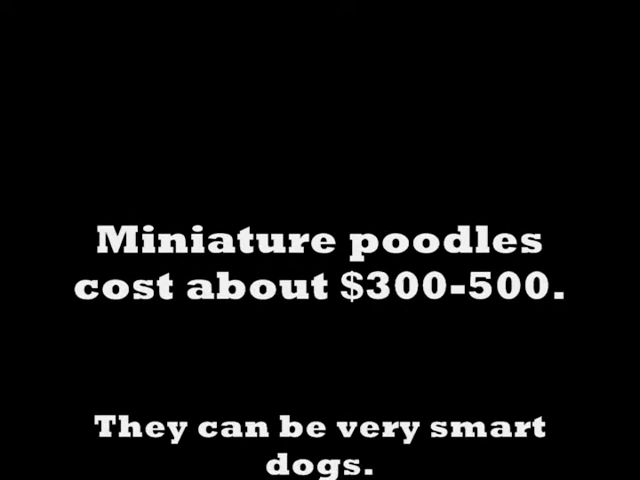 Miniature poodles
cost about $300-500.
They can be very smart
dogs.